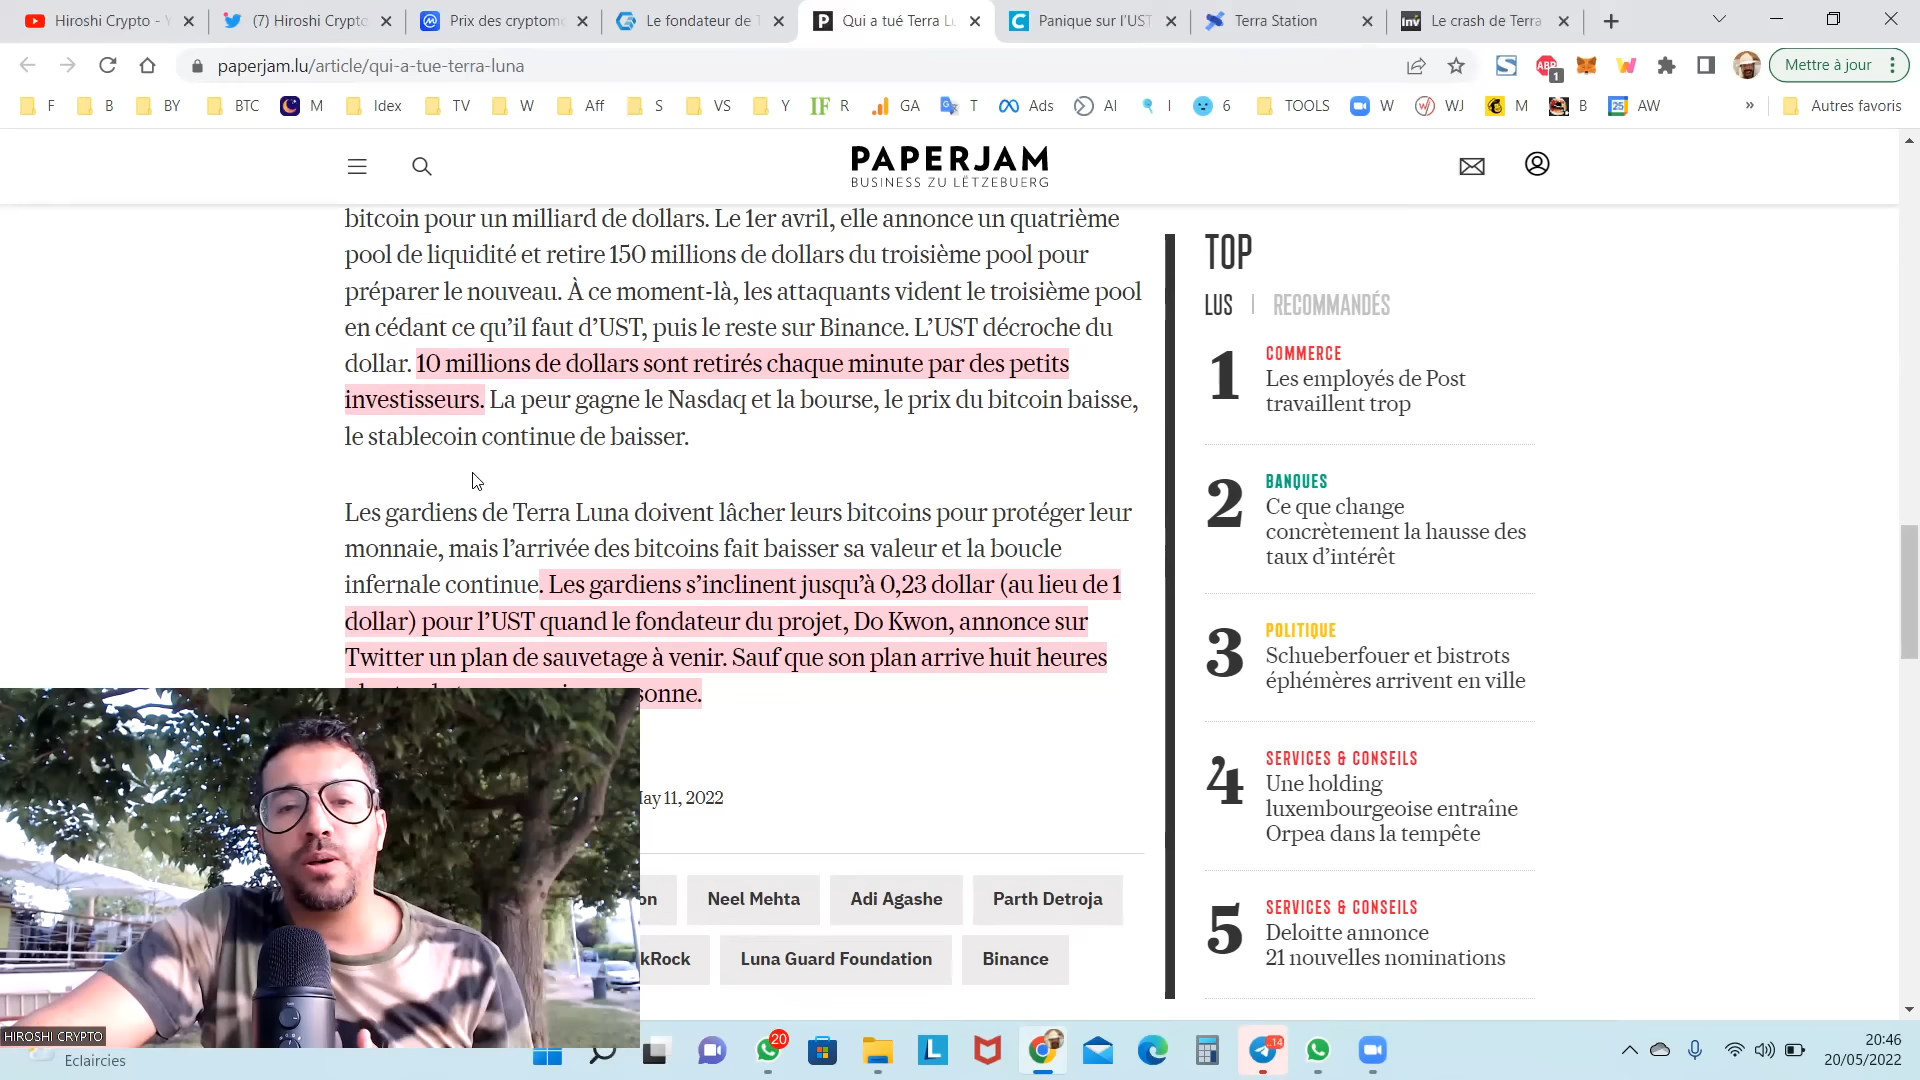 Hiroshi Crypto - Y
(7) Hiroshi Crypto
Prix des cryptomo
Le fondateur de T
Qui a tué Terra Lu
Panique sur l'UST
Terra Station
Le crash de Terra
paperjam.lu/article/qui-a-tue-terra-luna
ABP
1
Mettre à jour
F
B
BY
BTC
M
Idex
TV
W
Aff
S
VS
Y
IF R
GA
T
Ads
AI
I
6
TOOLS
W
WJ
M
B
25 AW
»
Autres favoris
PAPERJAM
BUSINESS ZU LËTZEBUERG
bitcoin pour un milliard de dollars. Le 1er avril, elle annonce un quatrième
pool de liquidité et retire 150 millions de dollars du troisième pool pour
préparer le nouveau. À ce moment-là, les attaquants vident le troisième pool
en cédant ce qu'il faut d'UST, puis le reste sur Binance. L'UST décroche du
dollar. 10 millions de dollars sont retirés chaque minute par des petits
investisseurs. La peur gagne le Nasdaq et la bourse, le prix du bitcoin baisse,
le stablecoin continue de baisser.
Les gardiens de Terra Luna doivent lâcher leurs bitcoins pour protéger leur
monnaie, mais l'arrivée des bitcoins fait baisser sa valeur et la boucle
infernale continue. Les gardiens s'inclinent jusqu'à 0,23 dollar (au lieu de 1
dollar) pour l'UST quand le fondateur du projet, Do Kwon, annonce sur
Twitter un plan de sauvetage à venir. Sauf que son plan arrive huit heures
sonne.
ay 11, 2022
on
Neel Mehta
Adi Agashe
Parth Detroja
kRock
Luna Guard Foundation
Binance
TOP
LUS | RECOMMANDÉS
1
COMMERCE
Les employés de Post
travaillent trop
2
BANQUES
Ce que change
concrètement la hausse des
taux d'intérêt
3
POLITIQUE
Schueberfouer et bistrots
éphémères arrivent en ville
4
SERVICES & CONSEILS
Une holding
luxembourgeoise entraîne
Orpea dans la tempête
5
SERVICES & CONSEILS
Deloitte annonce
21 nouvelles nominations
HIROSHI CRYPTO
Eclaircies
20
L
14
20:46
20/05/2022